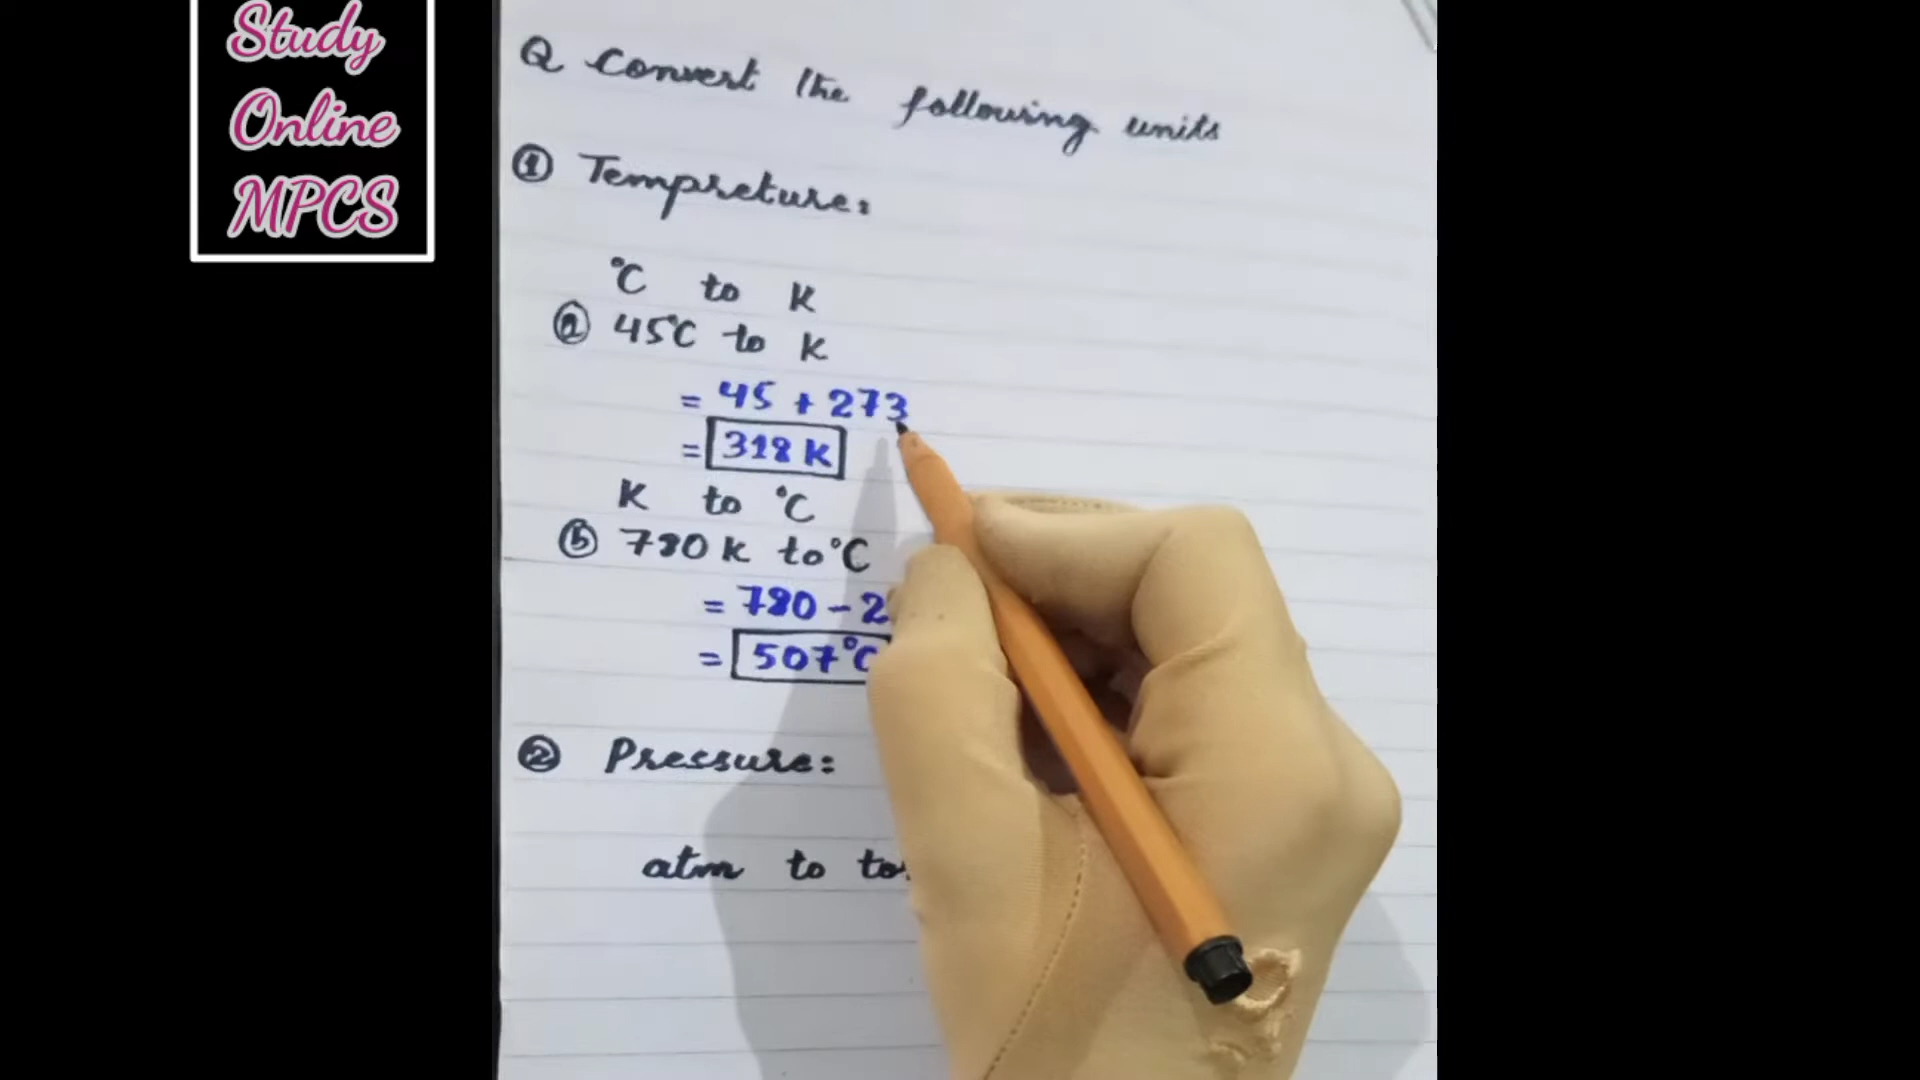 Study
Online
MPCS
Q Convert the following units
① Tempreture:
°C to K
ⓐ 45°C to K
= 45 + 273
= 318 K
K to °C
ⓑ 780 K to °C
= 780 - 2
= 507°C
② Pressure:
atm to